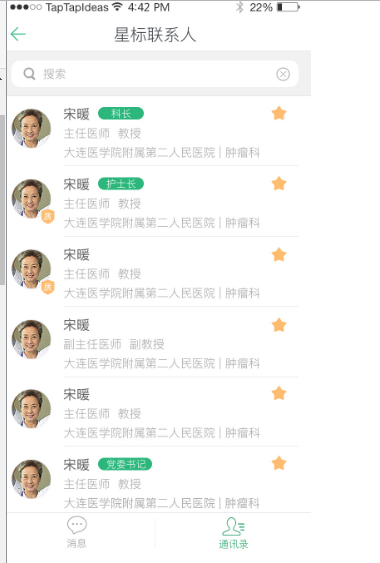 TapTapIdeas 4:42 PM 22%
星标联系人
搜索
宋暖 科长
主任医师 教授
大连医学院附属第二人民医院 | 肿瘤科
宋暖 护士长
主任医师 教授
大连医学院附属第二人民医院 | 肿瘤科
宋暖
主任医师 教授
大连医学院附属第二人民医院 | 肿瘤科
宋暖
副主任医师 副教授
大连医学院附属第二人民医院 | 肿瘤科
宋暖
主任医师 教授
大连医学院附属第二人民医院 | 肿瘤科
宋暖 党委书记
主任医师 教授
大连医学院附属第二人民医院 | 肿瘤科
消息 通讯录